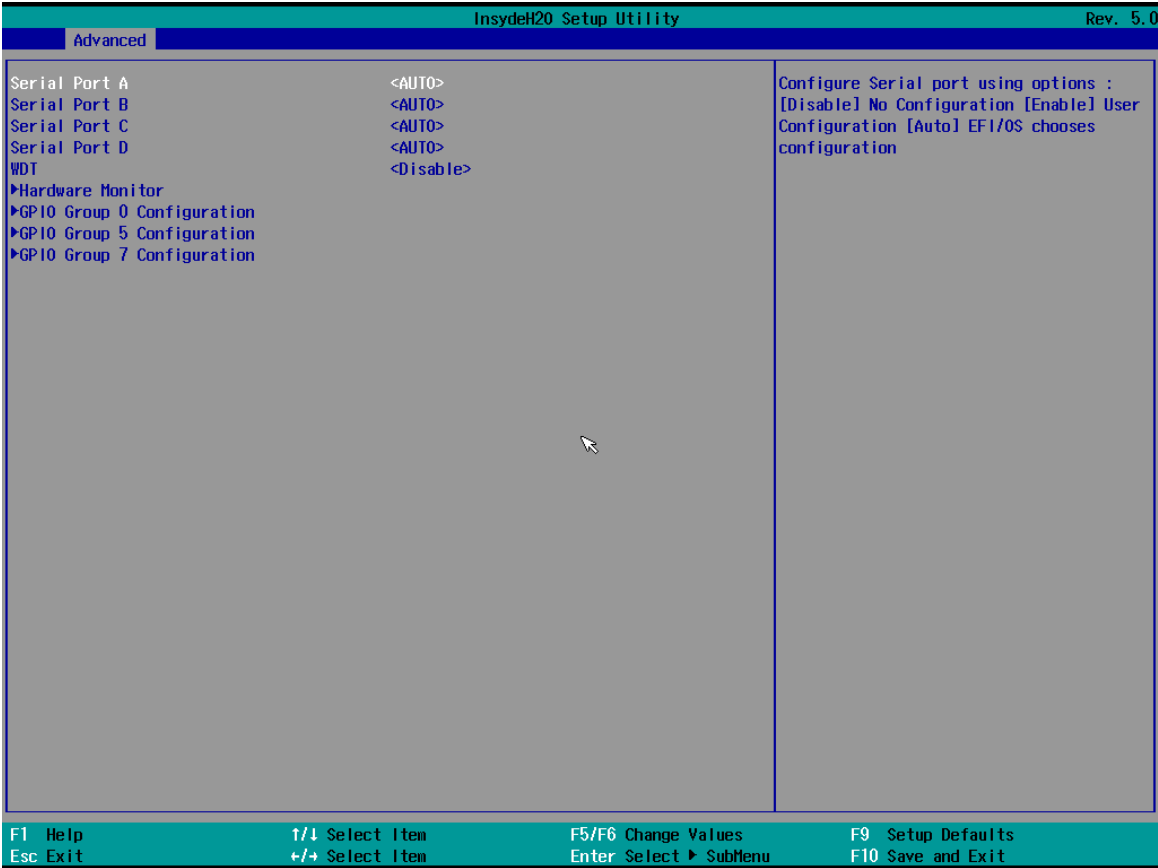 InsydeH20 Setup Utility Rev. 5.0
Advanced
Serial Port A <AUTO>
Serial Port B <AUTO>
Serial Port C <AUTO>
Serial Port D <AUTO>
WDT <Disable>
▶Hardware Monitor
▶GPIO Group 0 Configuration
▶GPIO Group 5 Configuration
▶GPIO Group 7 Configuration
Configure Serial port using options :
[Disable] No Configuration [Enable] User
Configuration [Auto] EFI/OS chooses
configuration
F1 Help ↑/↓ Select Item F5/F6 Change Values F9 Setup Defaults
Esc Exit ←/→ Select Item Enter Select ▶ SubMenu F10 Save and Exit